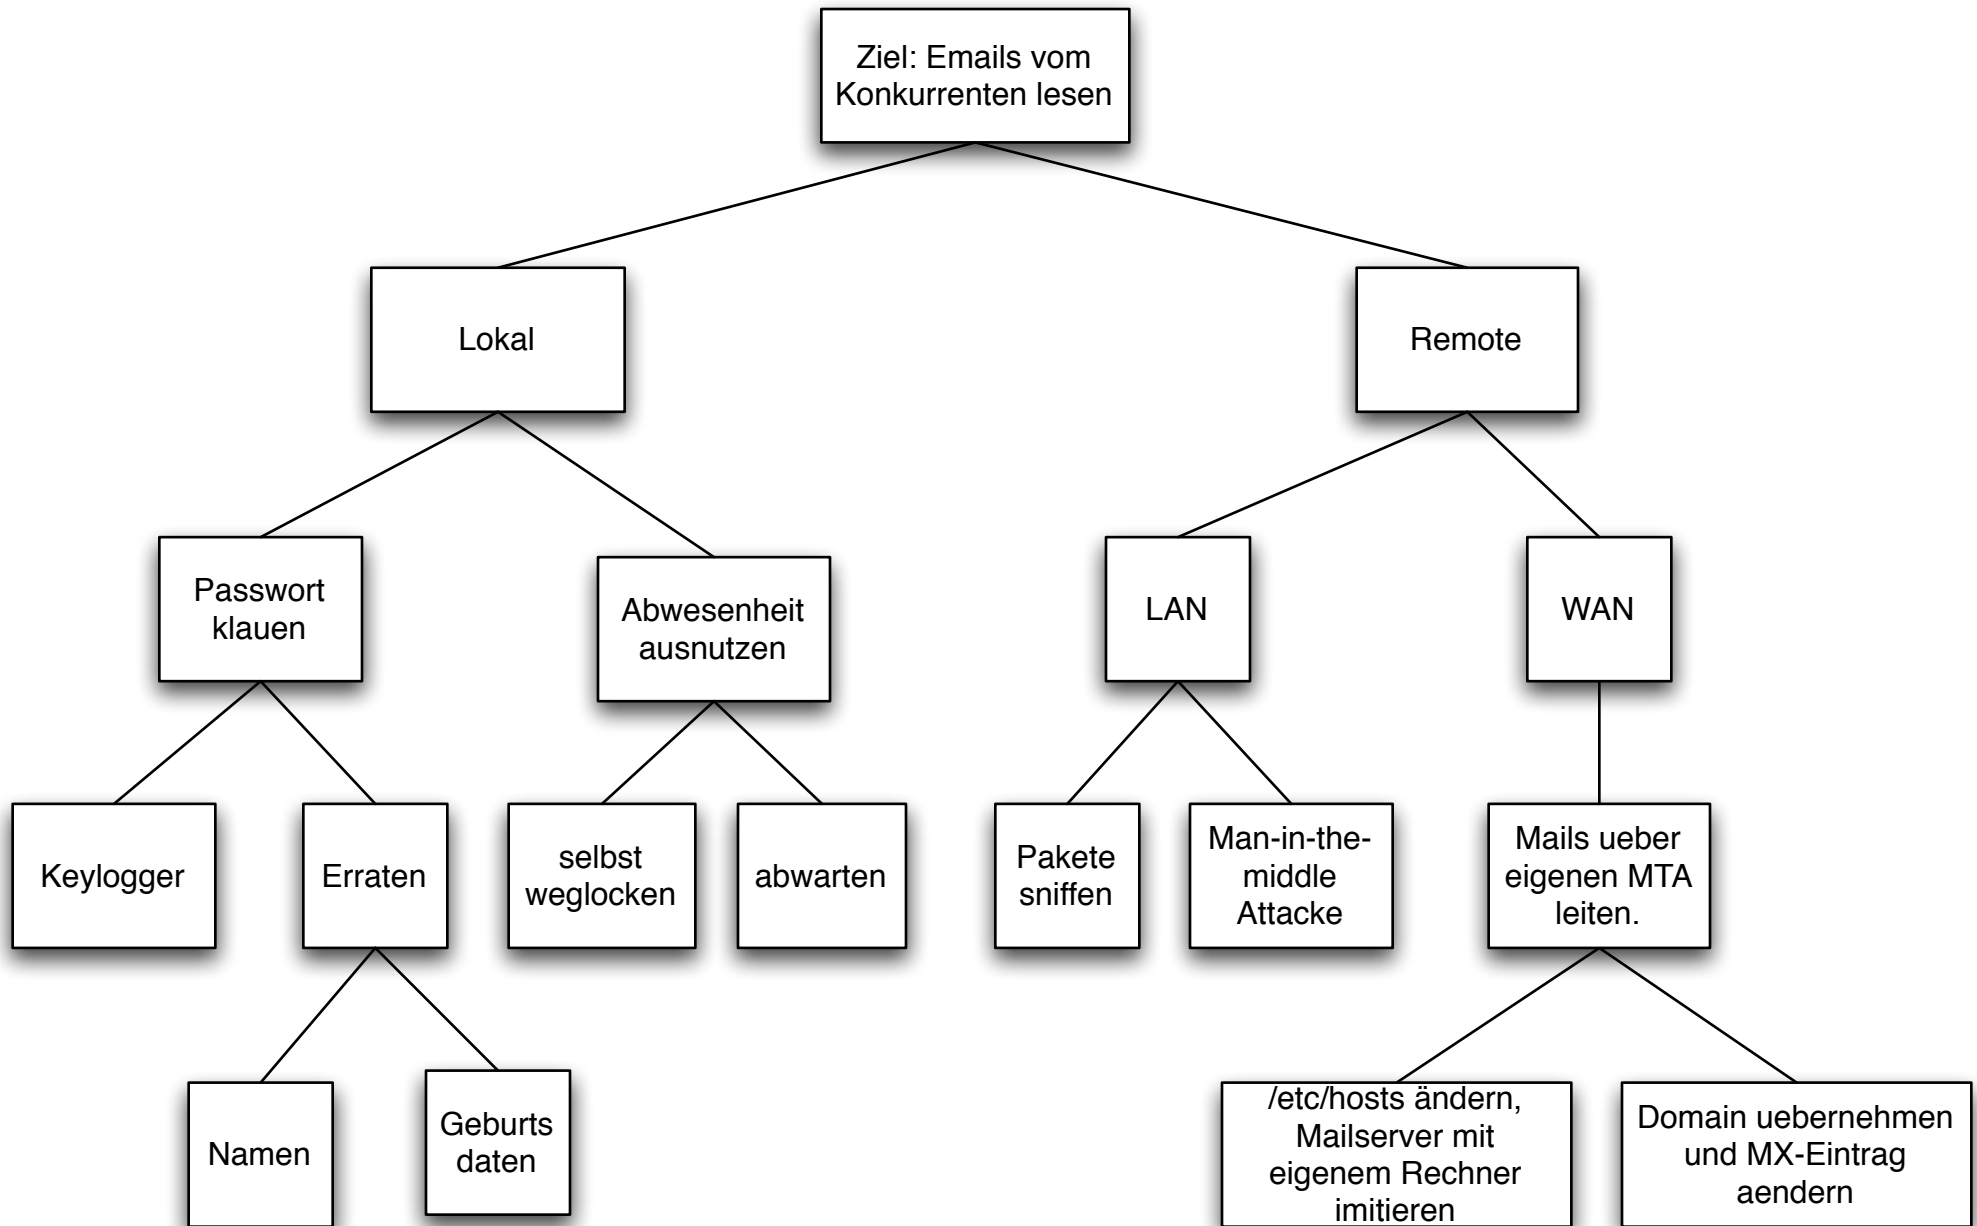 Ziel: Emails vom
Konkurrenten lesen
Lokal
Remote
Passwort
klauen
Abwesenheit
ausnutzen
LAN
WAN
Keylogger
Erraten
selbst
weglocken
abwarten
Pakete
sniffen
Man-in-the-
middle
Attacke
Mails ueber
eigenen MTA
leiten.
Namen
Geburts
daten
/etc/hosts ändern,
Mailserver mit
eigenem Rechner
imitieren
Domain uebernehmen
und MX-Eintrag
aendern